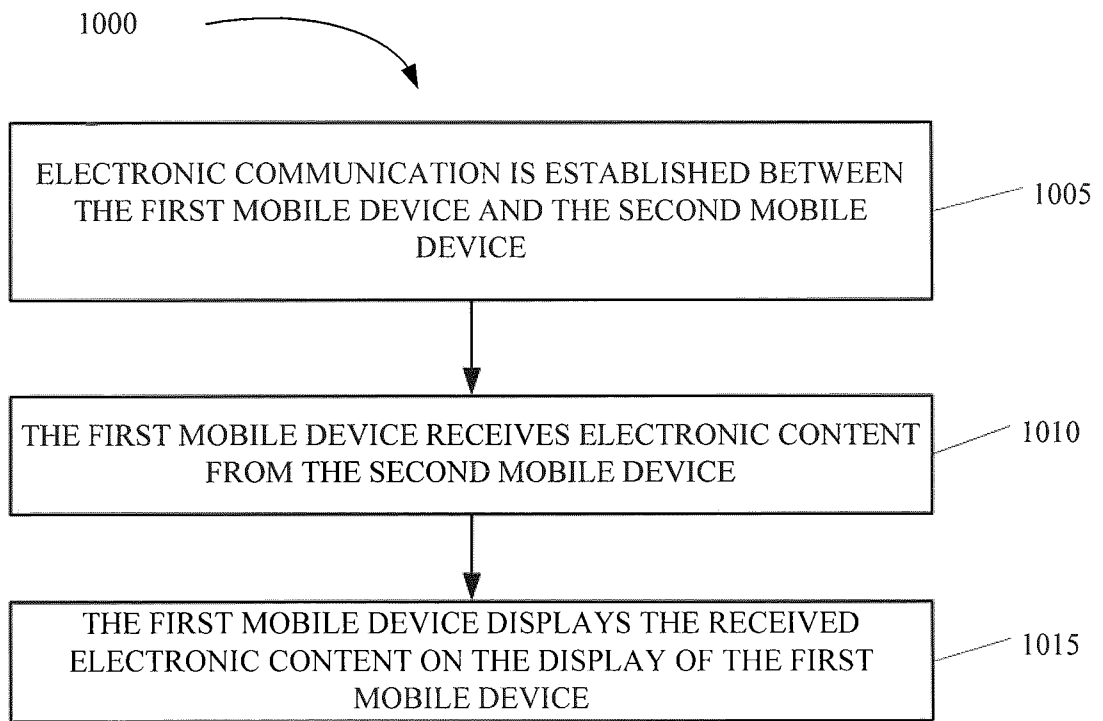 1000
ELECTRONIC COMMUNICATION IS ESTABLISHED BETWEEN
THE FIRST MOBILE DEVICE AND THE SECOND MOBILE
DEVICE
1005
THE FIRST MOBILE DEVICE RECEIVES ELECTRONIC CONTENT
FROM THE SECOND MOBILE DEVICE
1010
THE FIRST MOBILE DEVICE DISPLAYS THE RECEIVED
ELECTRONIC CONTENT ON THE DISPLAY OF THE FIRST
MOBILE DEVICE
1015